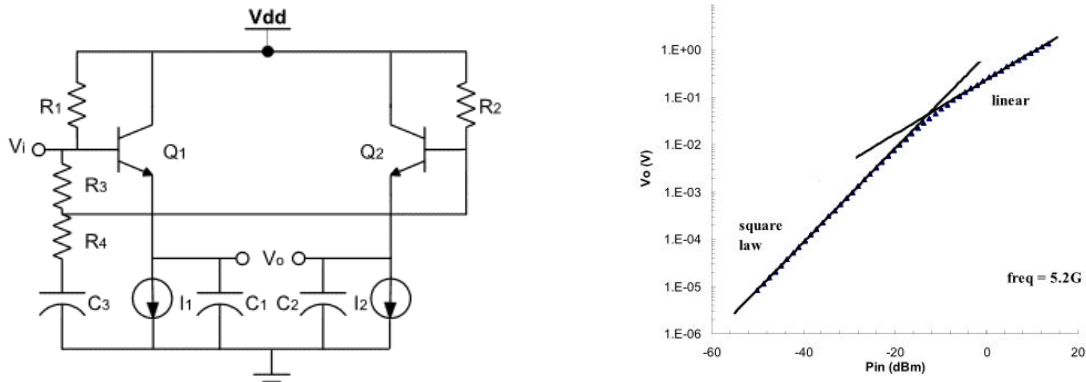 Vdd
R1
R2
Vi
Q1
Q2
R3
R4
Vo
C3
I1
C1
C2
I2
1.E+00
1.E-01
1.E-02
1.E-03
1.E-04
1.E-05
1.E-06
Vo (V)
linear
square
law
freq = 5.2G
-60
-40
-20
0
20
Pin (dBm)